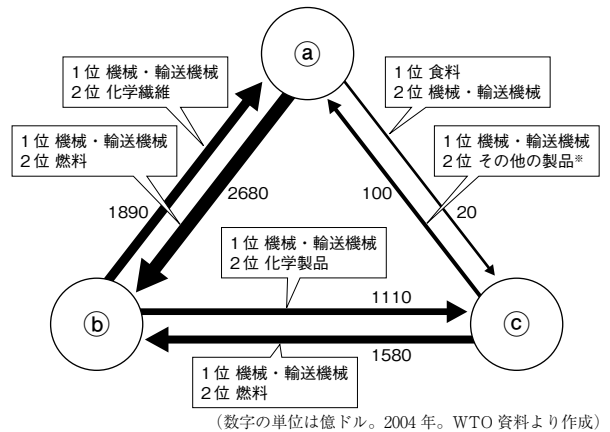 ⓐ
1位 機械・輸送機械
2位 化学繊維
1位 食料
2位 機械・輸送機械
1位 機械・輸送機械
2位 燃料
1位 機械・輸送機械
2位 その他の製品※
1890
2680
100
20
1位 機械・輸送機械
2位 化学製品
1110
ⓑ
ⓒ
1580
1位 機械・輸送機械
2位 燃料
(数字の単位は億ドル。2004年。WTO資料より作成)